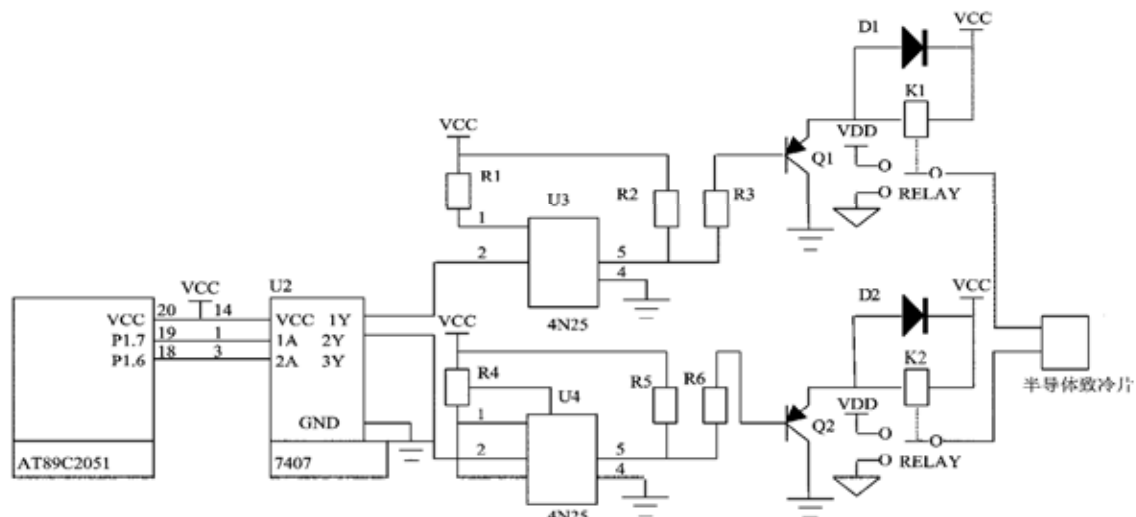 VCC
D1
K1
VCC
VDD
R1
Q1
U3
R2
R3
RELAY
1
2
5
4
VCC
U2
20
14
VCC
VCC
1Y
P1.7
19
1
1A
2Y
P1.6
18
3
2A
3Y
4N25
VCC
D2
VCC
R4
U4
R5
R6
K2
半导体致冷片
VDD
GND
1
Q2
2
5
4
RELAY
AT89C2051
7407
4N25